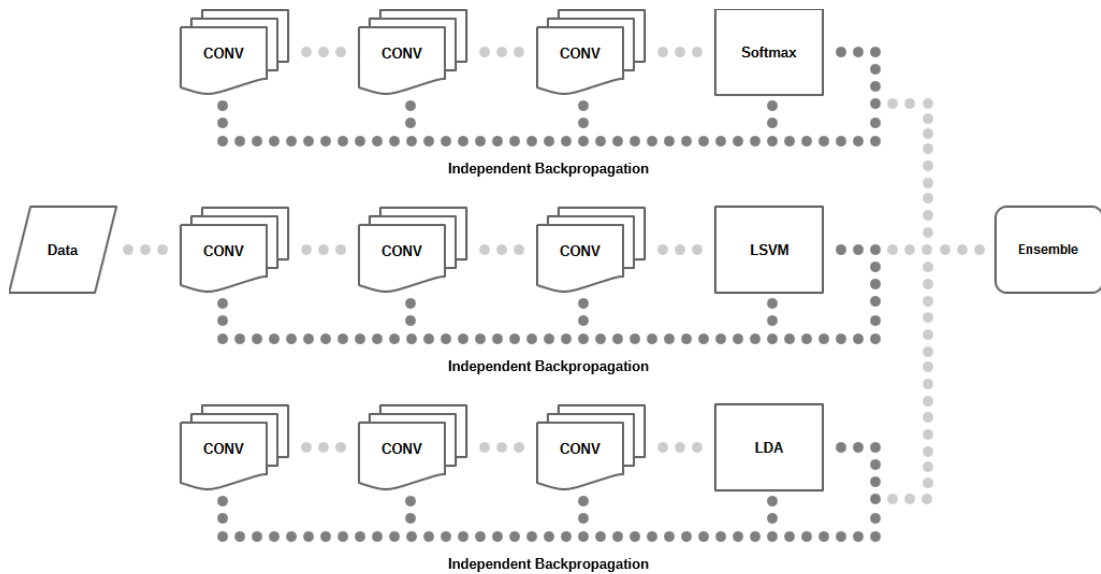 CONV CONV CONV Softmax
Independent Backpropagation
Data CONV CONV CONV LSVM Ensemble
Independent Backpropagation
CONV CONV CONV LDA
Independent Backpropagation